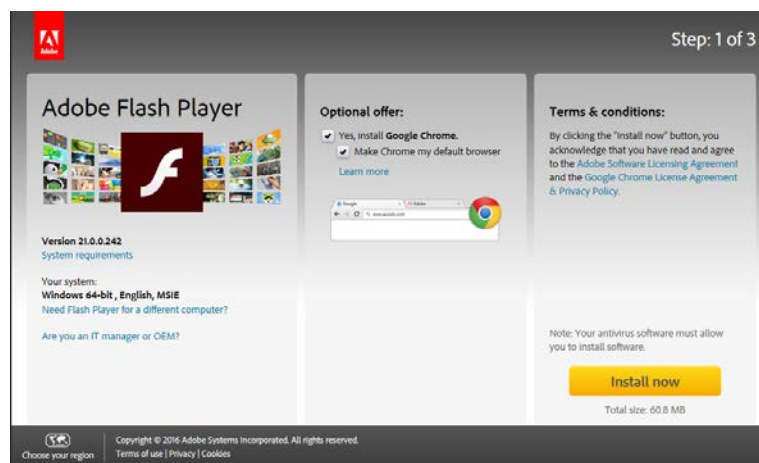 Adobe
Step: 1 of 3
Adobe Flash Player
Version 21.0.0.242
System requirements
Your system:
Windows 64-bit , English, MSIE
Need Flash Player for a different computer?
Are you an IT manager or OEM?
Optional offer:
Yes, install Google Chrome.
Make Chrome my default browser
Learn more
Google
Adobe
www.google.com
Terms & conditions:
By clicking the "Install now" button, you
acknowledge that you have read and agree
to the Adobe Software Licensing Agreement
and the Google Chrome License Agreement
& Privacy Policy.
Note: Your antivirus software must allow
you to install software.
Install now
Total size: 60.8 MB
Choose your region
Copyright © 2016 Adobe Systems Incorporated. All rights reserved.
Terms of use | Privacy | Cookies